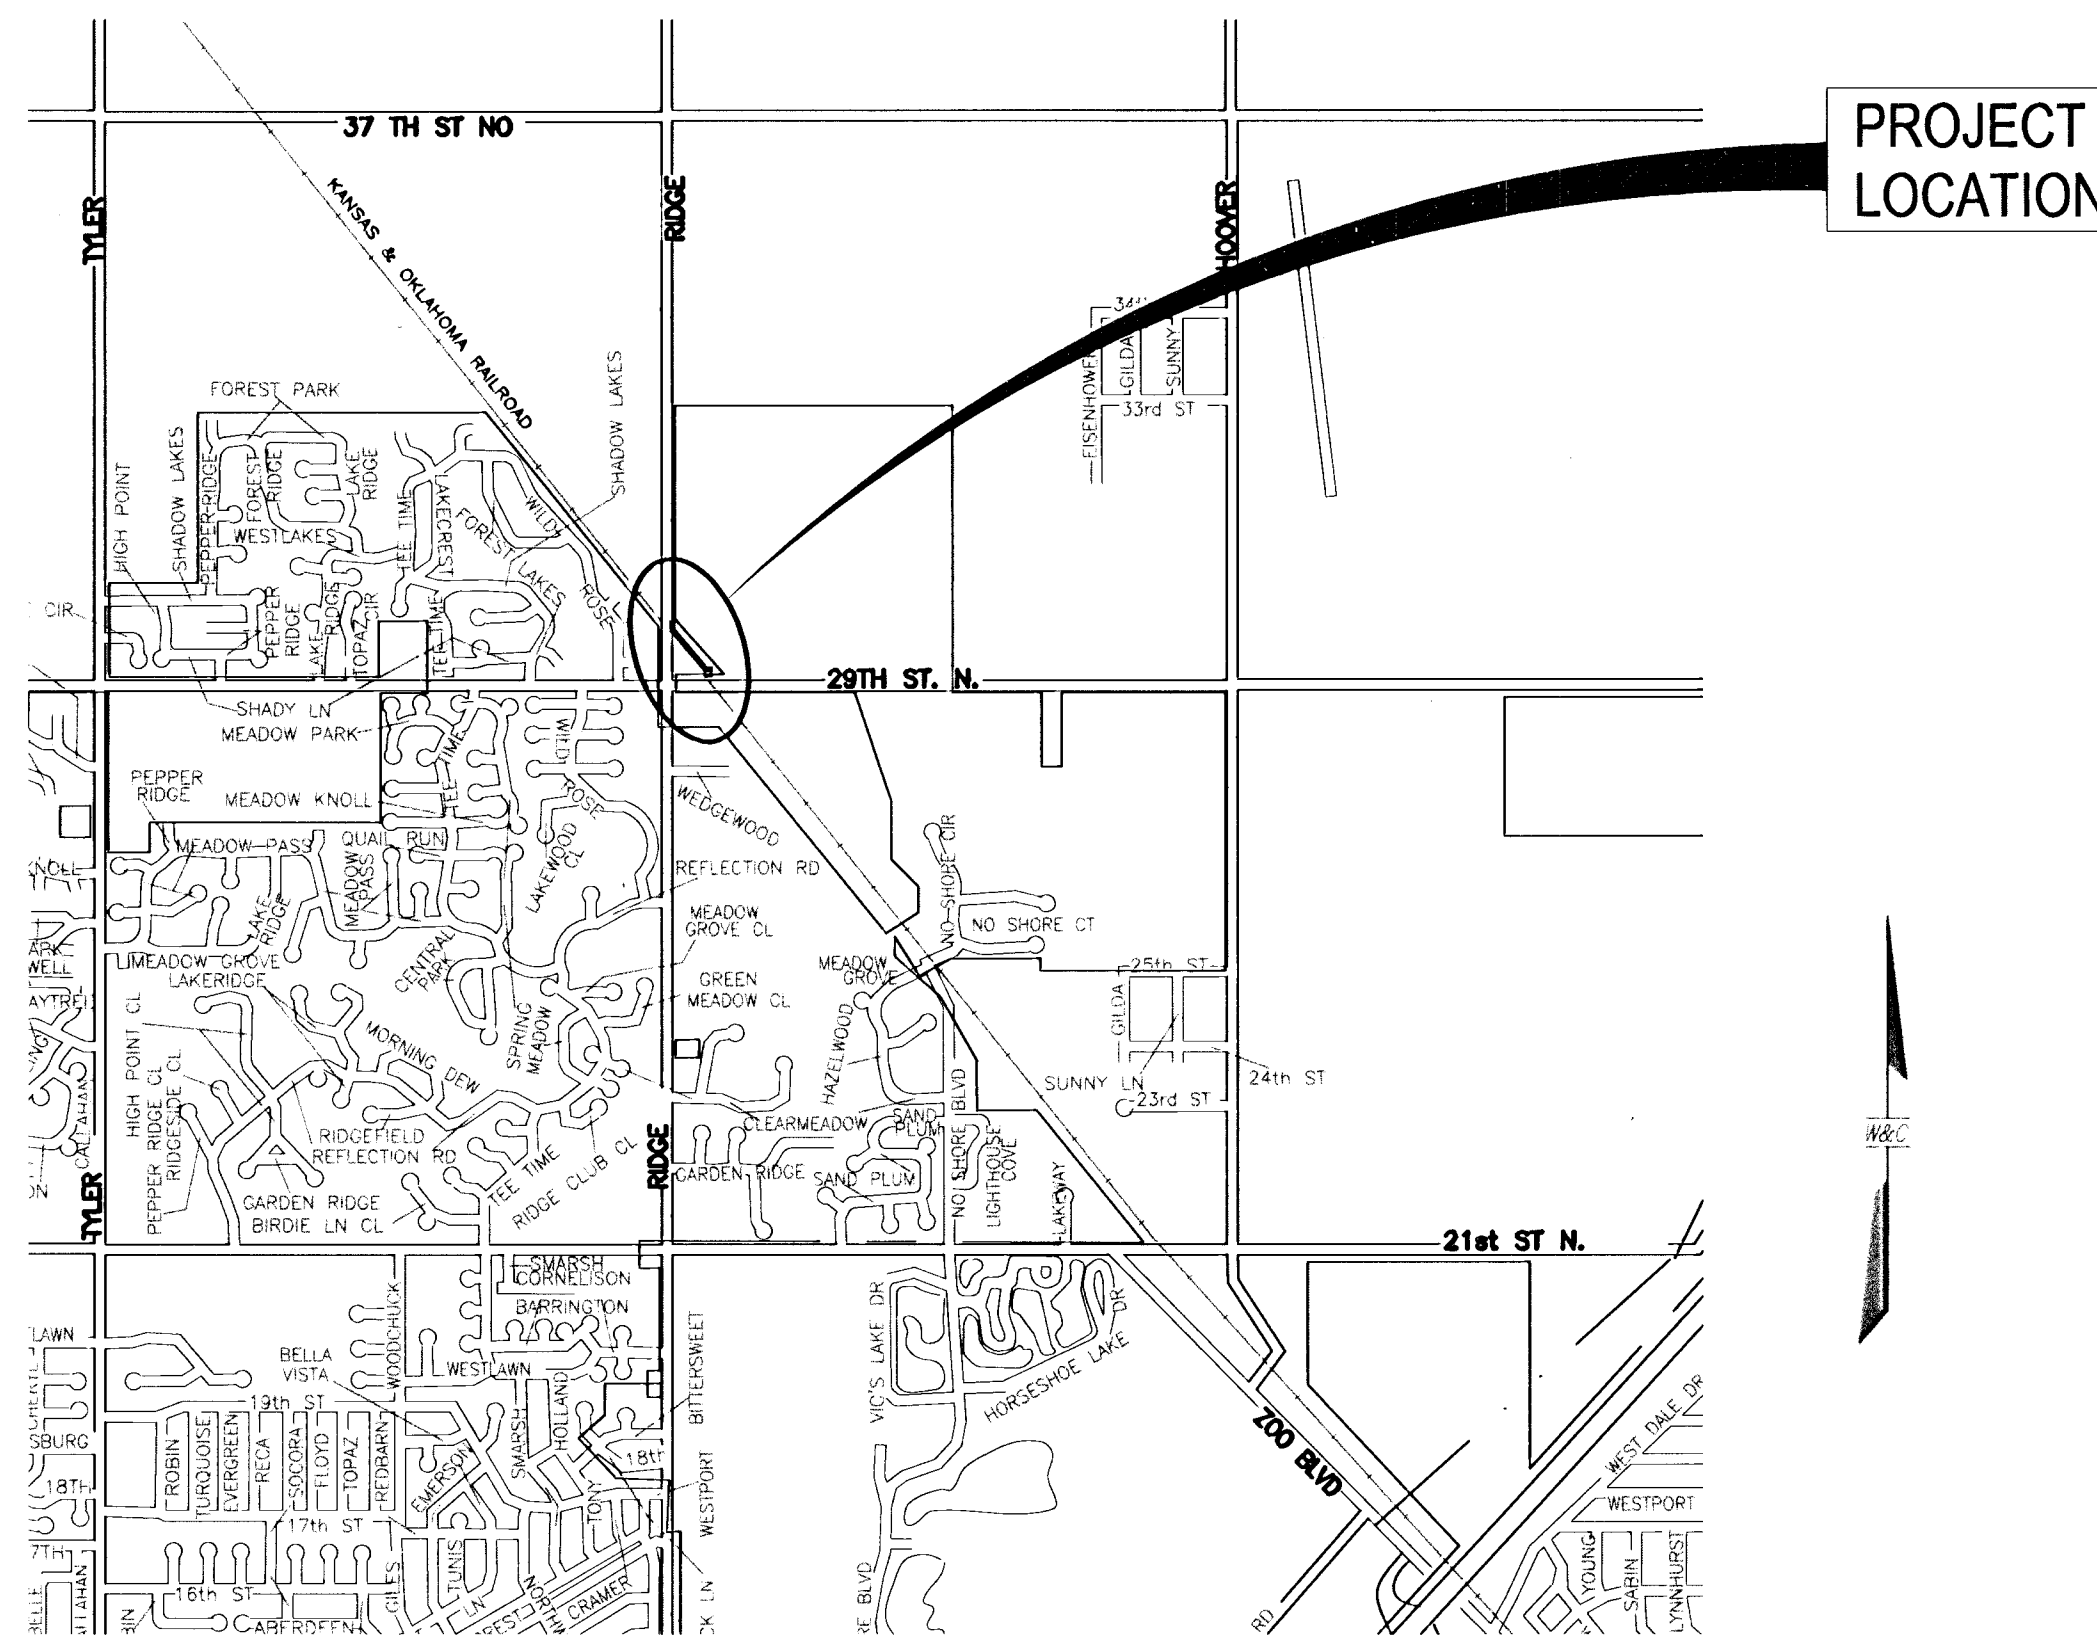 PROJECT
LOCATION
37 TH ST NO
TYLER
RIDGE
HOOVER
KANSAS & OKLAHOMA RAILROAD
EISENHOWER
GILDA
SUNNY
33rd ST
FOREST PARK
SHADOW LAKES
HIGH POINT
SHADOW LAKES
PEPPER RIDGE
FOREST
RIDGE
LAKE
RIDGE
WESTLAKES
TEE TIME
LAKECREST
WILD
ROSE
FOREST LAKES
CIR
PEPPER
RIDGE
LAKE
RIDGE
TOPAZ
CIR
TEE TIME
29TH ST. N.
SHADY LN
MEADOW PARK
TEE TIME
WILD
ROSE
PEPPER
RIDGE
MEADOW KNOLL
WEDGEWOOD
MEADOW PASS
QUAIL RUN
MEADOW
PASS
LAKEWOOD
CL
REFLECTION RD
KNOLL
LAKE
RIDGE
MEADOW
GROVE CL
NO SHORE CIR
NO SHORE CT
ARK
WELL
MEADOW GROVE
LAKERIDGE
CENTRAL
PARK
MEADOW
GROVE
25th ST
GREEN
MEADOW CL
HIGH POINT CL
MORNING DEW
SPRING
MEADOW
HAZELWOOD
GILDA
SUNNY LN
24th ST
23rd ST
W&C
PEPPER RIDGE CL
RIDGESIDE CL
CALLAHAM
RIDGEFIELD
REFLECTION RD
CLEARMEADOW
SAND
PLUM
NO SHORE BLVD
LIGHTHOUSE
COVE
LAKEWAY
TYLER
RIDGE
GARDEN RIDGE
SAND PLUM
GARDEN RIDGE
BIRDIE LN CL
TEE TIME
RIDGE CLUB CL
21st ST N.
SMARSH
CORNELISON
BARRINGTON
WOODCHUCK
BITTERSWEET
VIC'S LAKE DR
DR
HORSESHOE LAKE
LAWN
BELLA
VISTA
WESTLAWN
19th ST
HOLLAND
SMARSH
ROBIN
TURQUOISE
EVERGREEN
RECA
SOCORA
FLOYD
TOPAZ
REDBARN
EMERSON
SBURG
18TH
18th
TONY
WESTPORT
ZOO BLVD
WEST DALE DR
WESTPORT
17th ST
7TH
16th ST
ABERDEEN
GILES
TUNIS
LN
CRAMER
CK LN
RE BLVD
RD
YOUNG
SABIN
LYNNHURST